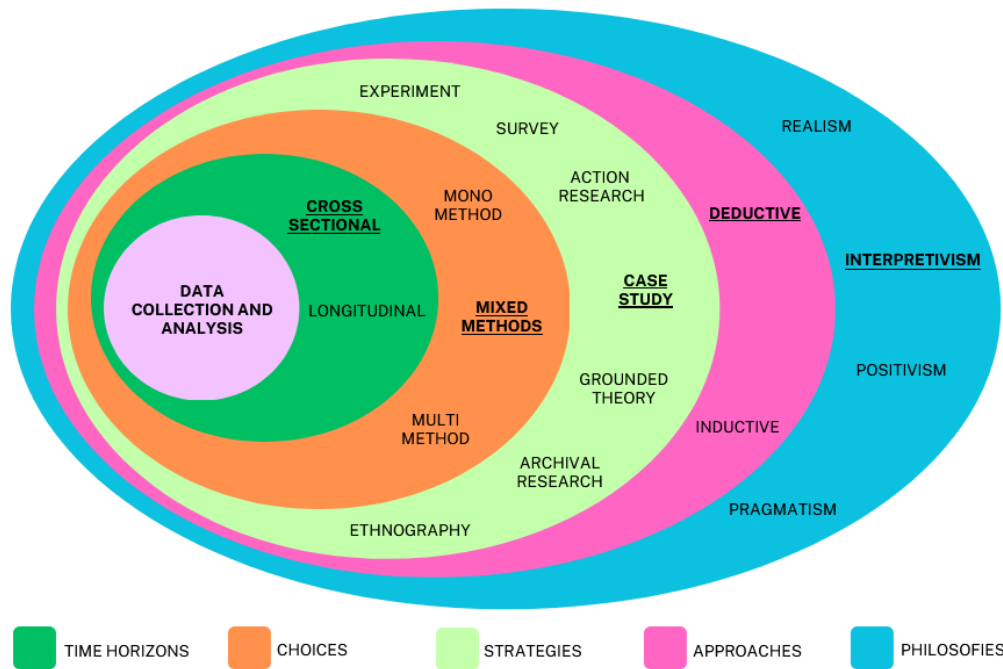 EXPERIMENT
SURVEY
REALISM
ACTION
RESEARCH
MONO
METHOD
CROSS
SECTIONAL
DEDUCTIVE
INTERPRETIVISM
DATA
COLLECTION AND
ANALYSIS
LONGITUDINAL
MIXED
METHODS
CASE
STUDY
POSITIVISM
GROUNDED
THEORY
MULTI
METHOD
INDUCTIVE
ARCHIVAL
RESEARCH
PRAGMATISM
ETHNOGRAPHY
TIME HORIZONS
CHOICES
STRATEGIES
APPROACHES
PHILOSOFIES